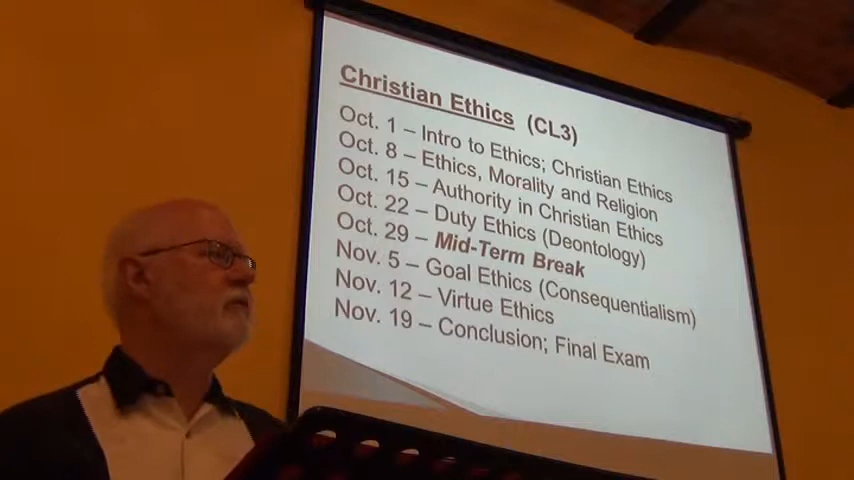 Christian Ethics (CL3)
Oct. 1 – Intro to Ethics; Christian Ethics
Oct. 8 – Ethics, Morality and Religion
Oct. 15 – Authority in Christian Ethics
Oct. 22 – Duty Ethics (Deontology)
Oct. 29 – Mid-Term Break
Nov. 5 – Goal Ethics (Consequentialism)
Nov. 12 – Virtue Ethics
Nov. 19 – Conclusion; Final Exam